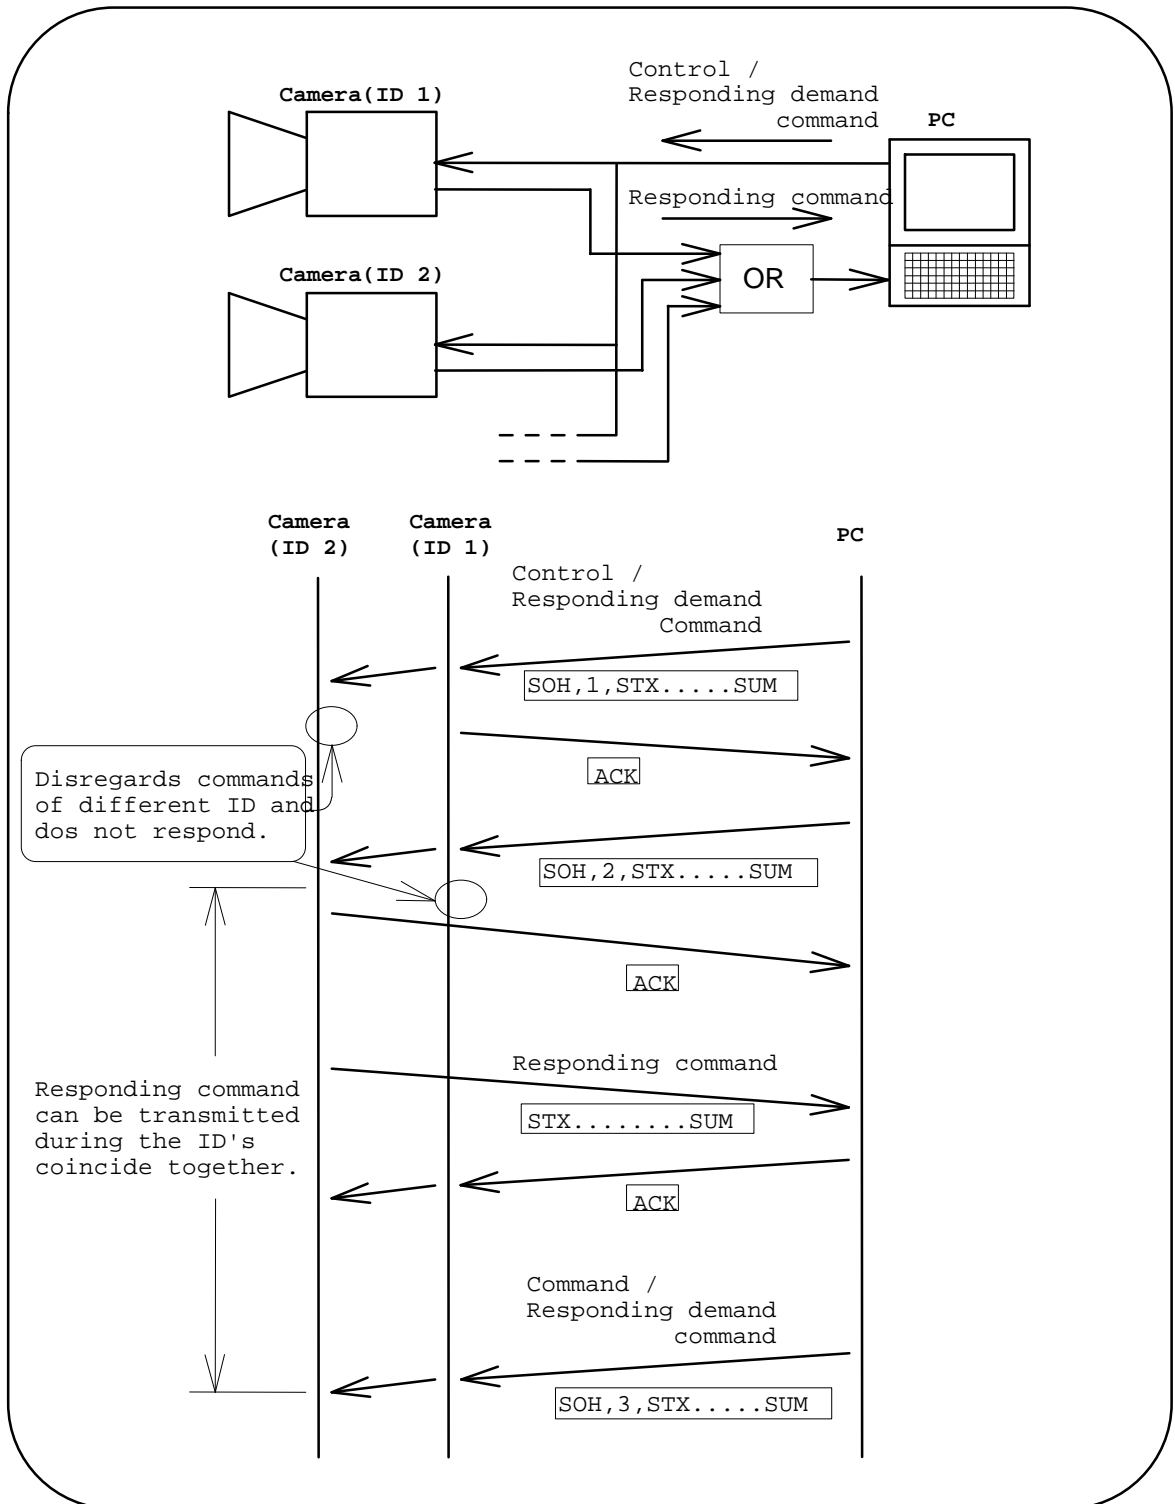 Control /
Responding demand
command
Camera(ID 1)
PC
Responding command
OR
Camera(ID 2)
Camera
(ID 2)
Camera
(ID 1)
PC
Control /
Responding demand
Command
SOH,1,STX.....SUM
ACK
Disregards commands
of different ID and
dos not respond.
SOH,2,STX.....SUM
ACK
Responding command
STX........SUM
Responding command
can be transmitted
during the ID's
coincide together.
ACK
Command /
Responding demand
command
SOH,3,STX.....SUM